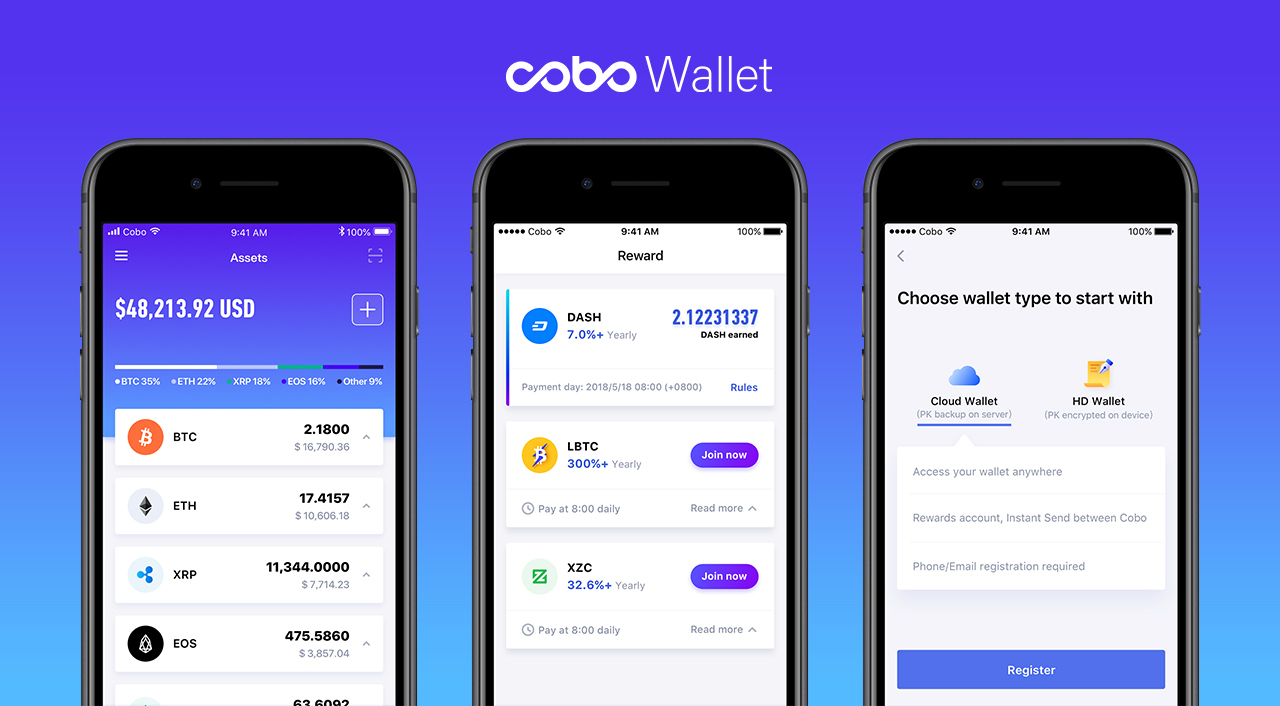 cobo Wallet
Cobo 9:41 AM 100%
Assets
$48,213.92 USD
BTC 35% ETH 22% XRP 18% EOS 16% Other 9%
BTC 2.1800
$ 16,790.36
ETH 17.4157
$ 10,606.18
XRP 11,344.0000
$ 7,714.23
EOS 475.5860
$ 3,857.04
63.6092
Cobo 9:41 AM 100%
Reward
DASH 2.12231337
7.0%+ Yearly DASH earned
Payment day: 2018/5/18 08:00 (+0800) Rules
LBTC
300%+ Yearly
Join now
Pay at 8:00 daily Read more
XZC
32.6%+ Yearly
Join now
Pay at 8:00 daily Read more
Cobo 9:41 AM 100%
Choose wallet type to start with
Cloud Wallet
(PK backup on server)
HD Wallet
(PK encrypted on device)
Access your wallet anywhere
Rewards account, Instant Send between Cobo
Phone/Email registration required
Register